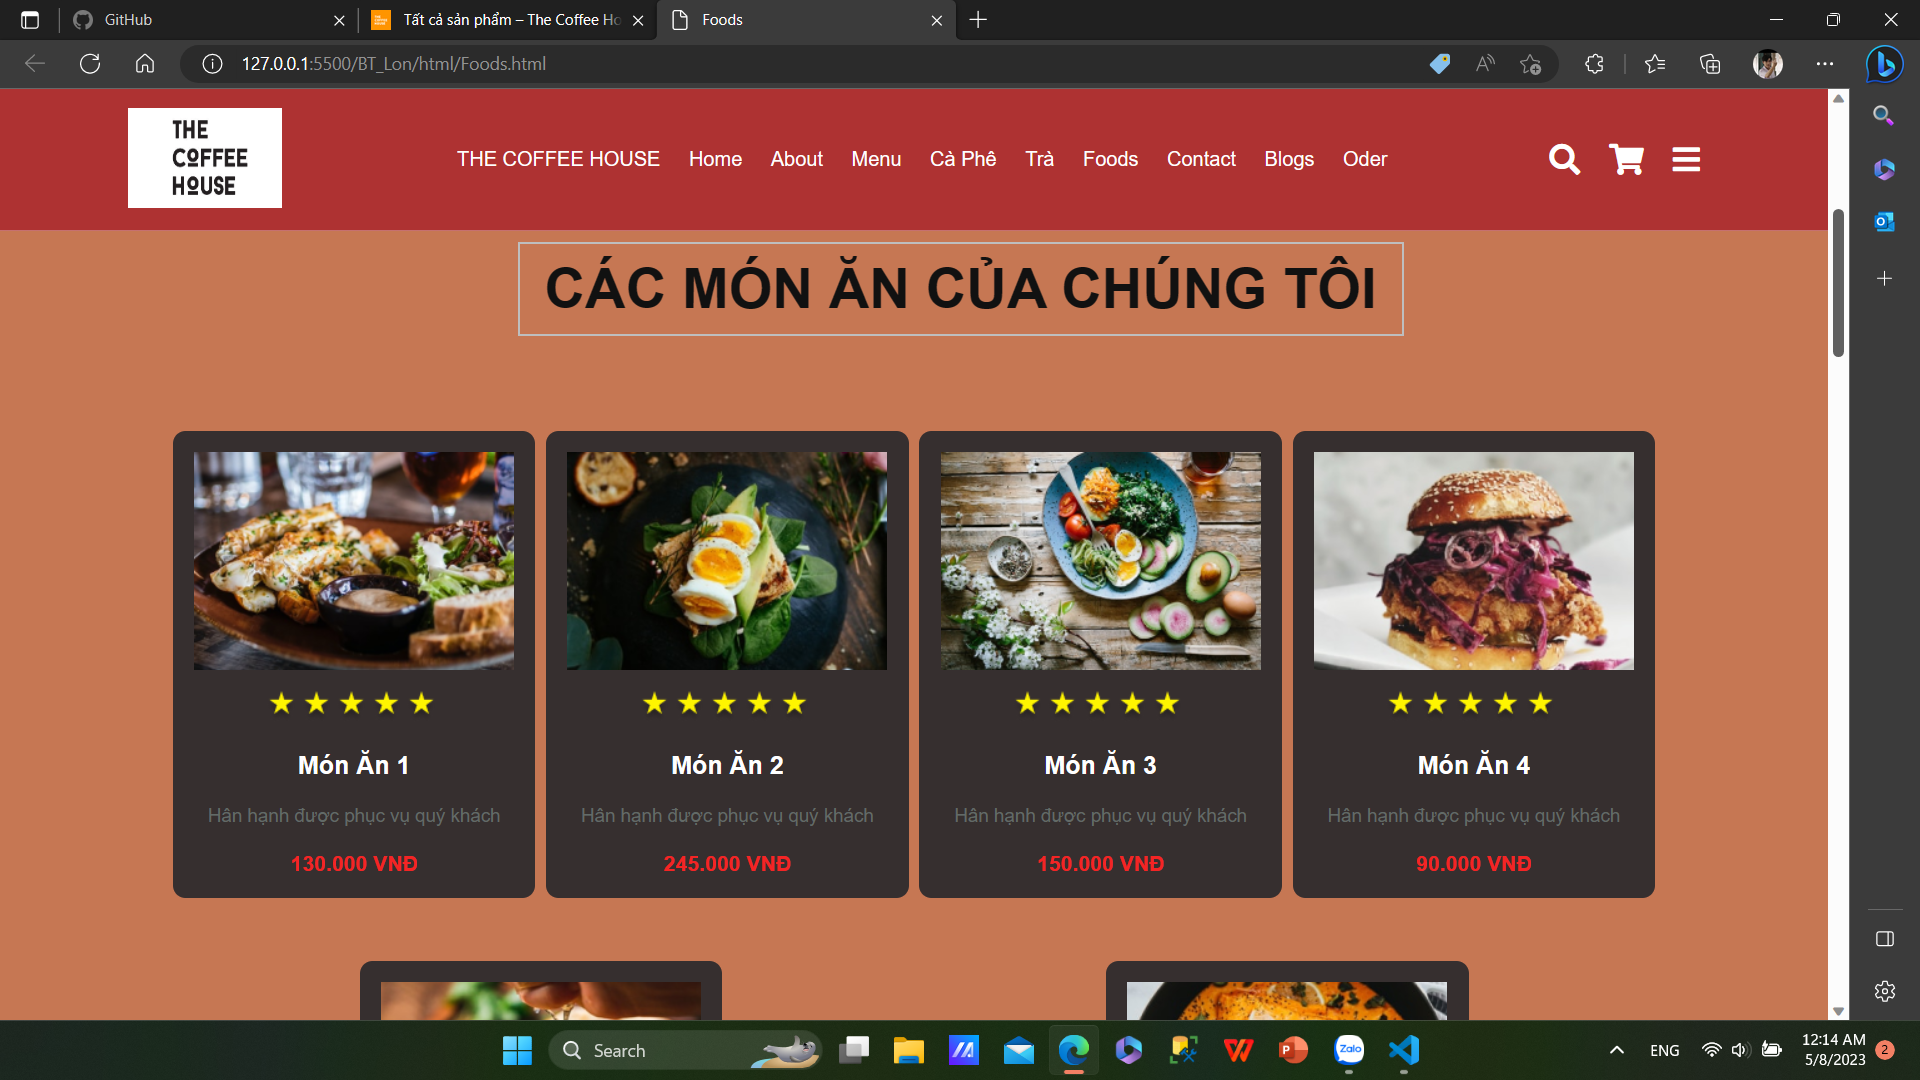 GitHub
Tất cả sản phẩm – The Coffee Ho
Foods
127.0.0.1:5500/BT_Lon/html/Foods.html
THE
COFFEE
HOUSE
THE COFFEE HOUSE Home About Menu Cà Phê Trà Foods Contact Blogs Oder
CÁC MÓN ĂN CỦA CHÚNG TÔI
Món Ăn 1
Hân hạnh được phục vụ quý khách
130.000 VNĐ
Món Ăn 2
Hân hạnh được phục vụ quý khách
245.000 VNĐ
Món Ăn 3
Hân hạnh được phục vụ quý khách
150.000 VNĐ
Món Ăn 4
Hân hạnh được phục vụ quý khách
90.000 VNĐ
Search
Zalo
ENG
12:14 AM
5/8/2023
2